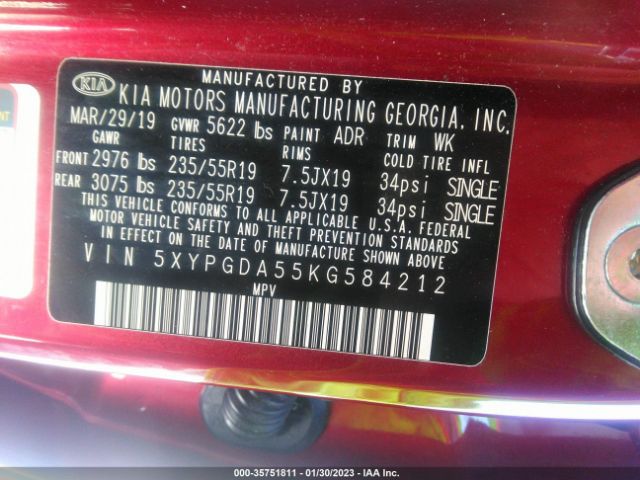 MANUFACTURED BY
KIA KIA MOTORS MANUFACTURING GEORGIA, INC.
MAR/29/19 GVWR 5622 lbs PAINT ADR TRIM WK
GAWR TIRES RIMS COLD TIRE INFL
FRONT 2976 lbs 235/55R19 7.5JX19 34psi SINGLE
REAR 3075 lbs 235/55R19 7.5JX19 34psi SINGLE
THIS VEHICLE CONFORMS TO ALL APPLICABLE U.S.A. FEDERAL
MOTOR VEHICLE SAFETY AND THEFT PREVENTION STANDARDS
IN EFFECT ON THE DATE OF MANUFACTURE SHOWN ABOVE.
VIN 5XYPGDA55KG584212
MPV
000-35751811 - 01/30/2023 - IAA Inc.